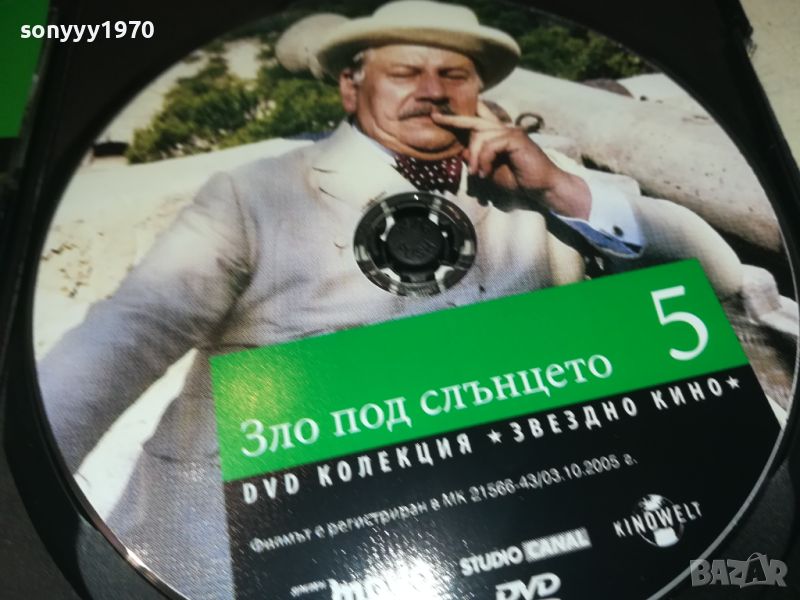 sonyyy1970
5
Зло под слънцето
DVD КОЛЕКЦИЯ ★ ЗВЕЗДНО КИНО ★
Филмът е регистриран в МК 21566-43/03.10.2005 г.
STUDIO CANAL
KINOWELT
DVD
BAZAR